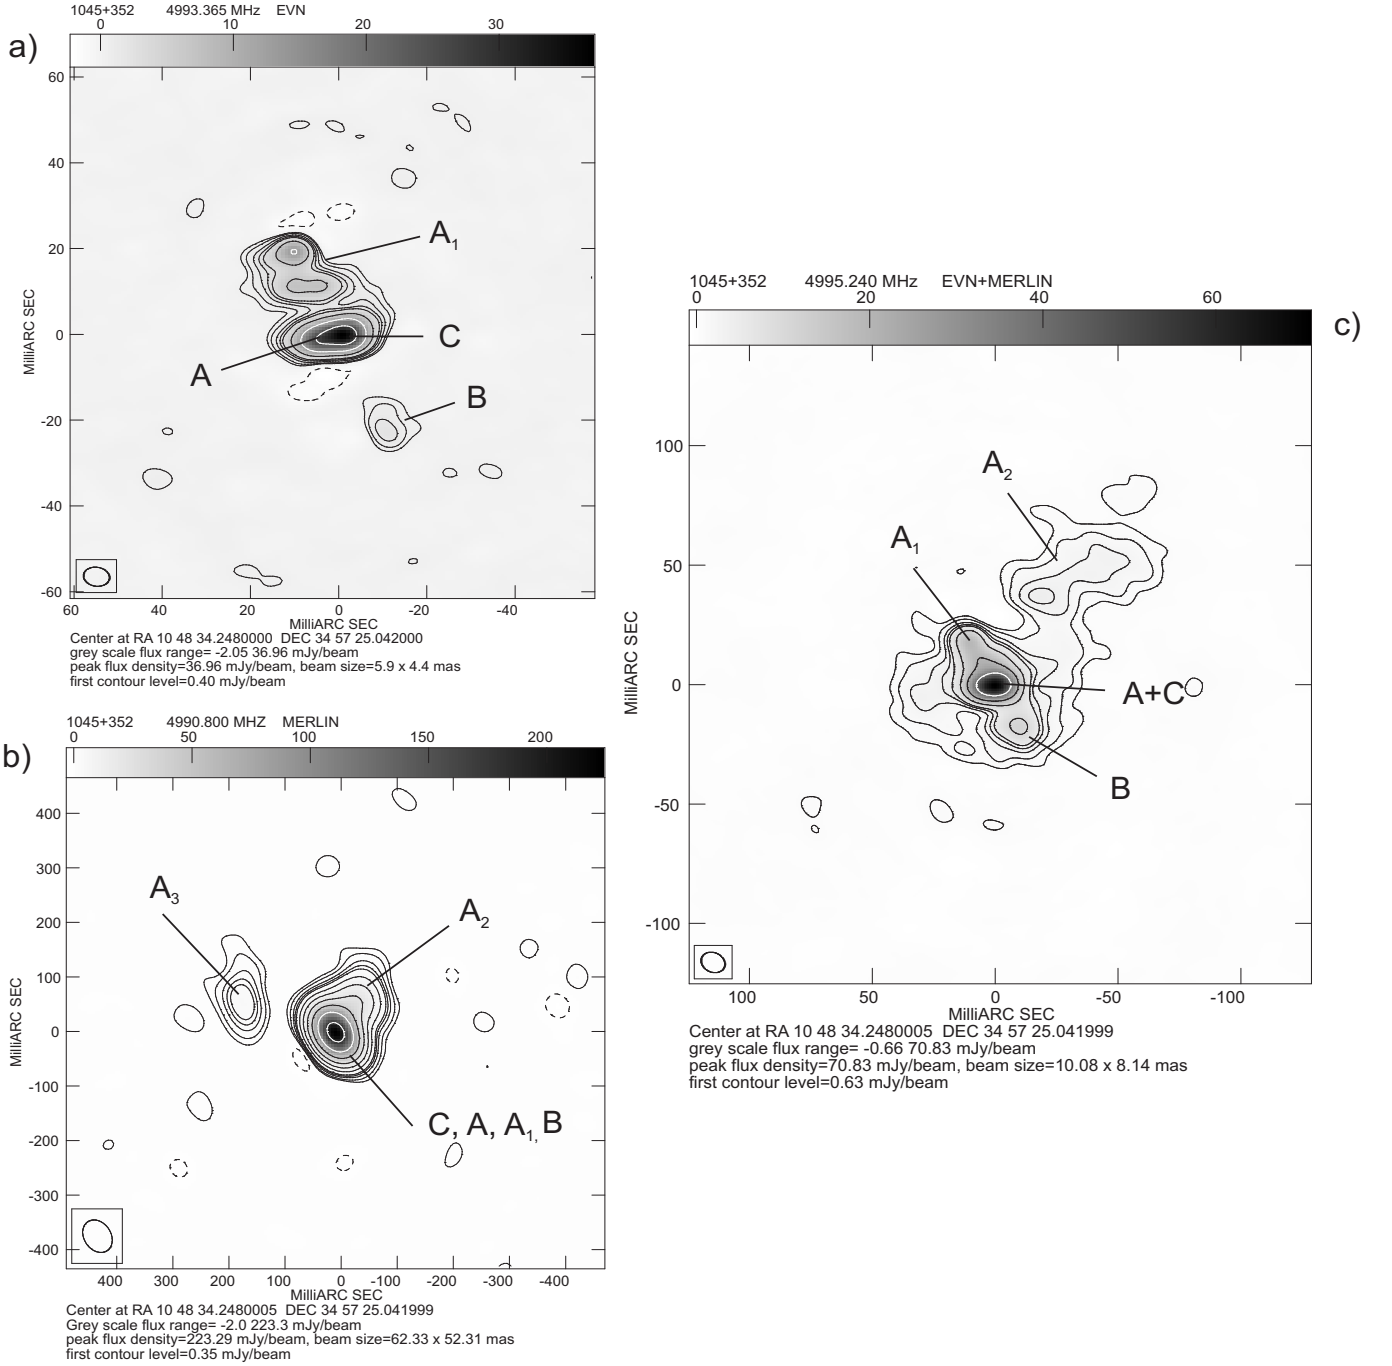 a)
1045+352 4993.365 MHz EVN
0 10 20 30
60
40
20
0
-20
-40
-60
MilliARC SEC
A1
C
A
B
60 40 20 0 -20 -40
MilliARC SEC
Center at RA 10 48 34.2480000 DEC 34 57 25.042000
grey scale flux range= -2.05 36.96 mJy/beam
peak flux density=36.96 mJy/beam, beam size=5.9 x 4.4 mas
first contour level=0.40 mJy/beam
b)
1045+352 4990.800 MHZ MERLIN
0 50 100 150 200
400
300
200
100
0
-100
-200
-300
-400
MilliARC SEC
A3
A2
C, A, A1, B
400 300 200 100 0 -100 -200 -300 -400
MilliARC SEC
Center at RA 10 48 34.2480005 DEC 34 57 25.041999
Grey scale flux range= -2.0 223.3 mJy/beam
peak flux density=223.29 mJy/beam, beam size=62.33 x 52.31 mas
first contour level=0.35 mJy/beam
c)
1045+352 4995.240 MHz EVN+MERLIN
0 20 40 60
100
50
0
-50
-100
MilliARC SEC
A2
A1
A+C
B
100 50 0 -50 -100
MilliARC SEC
Center at RA 10 48 34.2480005 DEC 34 57 25.041999
grey scale flux range= -0.66 70.83 mJy/beam
peak flux density=70.83 mJy/beam, beam size=10.08 x 8.14 mas
first contour level=0.63 mJy/beam